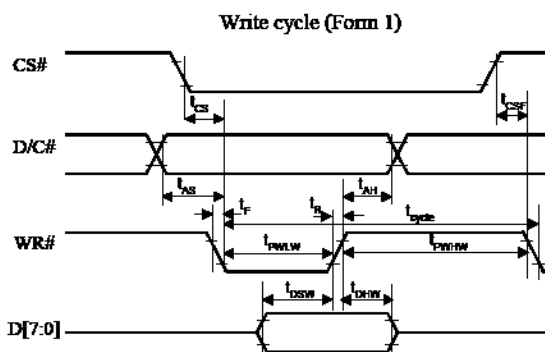 Write cycle (Form 1)
CS#
tCS
tCSF
D/C#
tAS
tAH
tF
tR
tcycle
WR#
tPWLW
tPWHW
tDSW
tDHW
D[7:0]